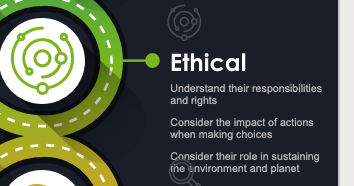 Ethical
Understand their responsibilities
and rights
Consider the impact of actions
when making choices
Consider their role in sustaining
the environment and planet